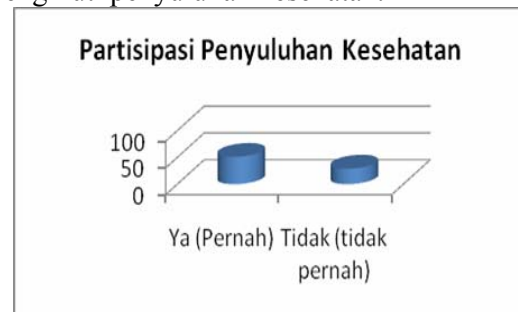 Partisipasi Penyuluhan Kesehatan
100
50
0
Ya (Pernah) Tidak (tidak
pernah)